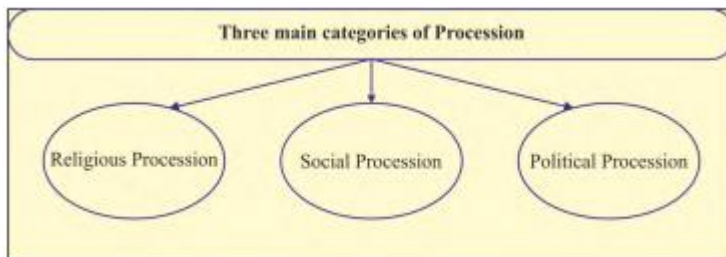 Three main categories of Procession
Religious Procession
Social Procession
Political Procession